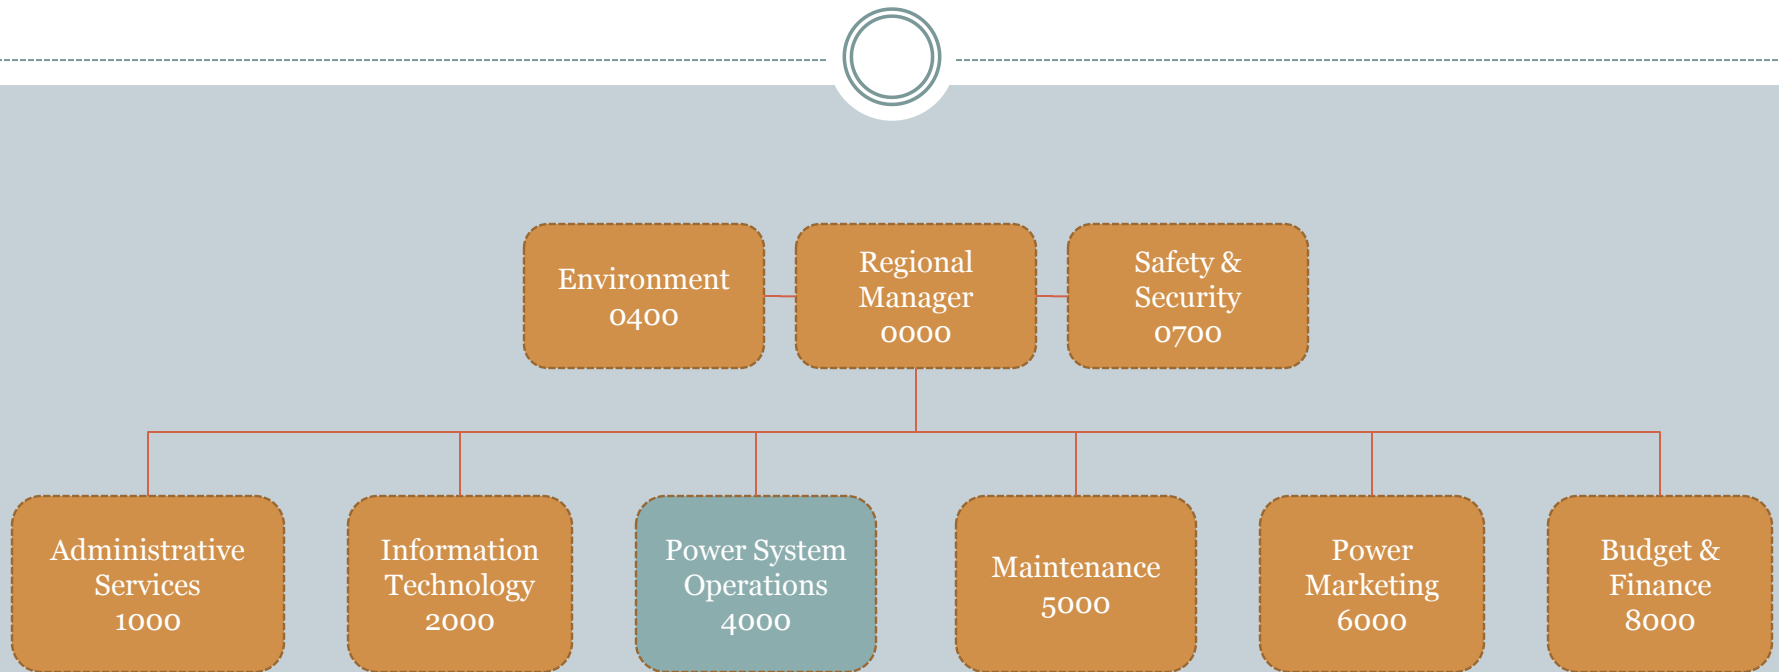 Environment
0400
Regional
Manager
0000
Safety &
Security
0700
Administrative
Services
1000
Information
Technology
2000
Power System
Operations
4000
Maintenance
5000
Power
Marketing
6000
Budget &
Finance
8000